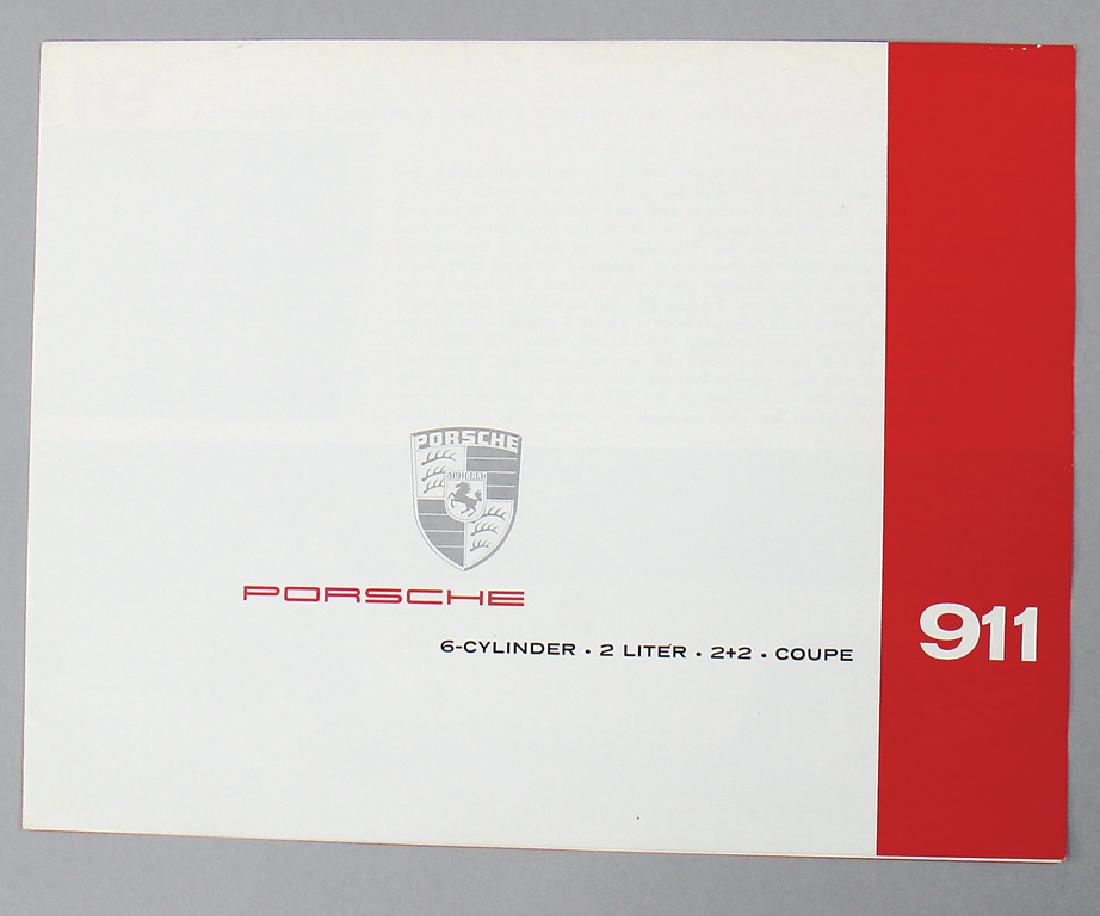 PORSCHE
STUTTGART
PORSCHE
6-CYLINDER • 2 LITER • 2+2 • COUPE
911